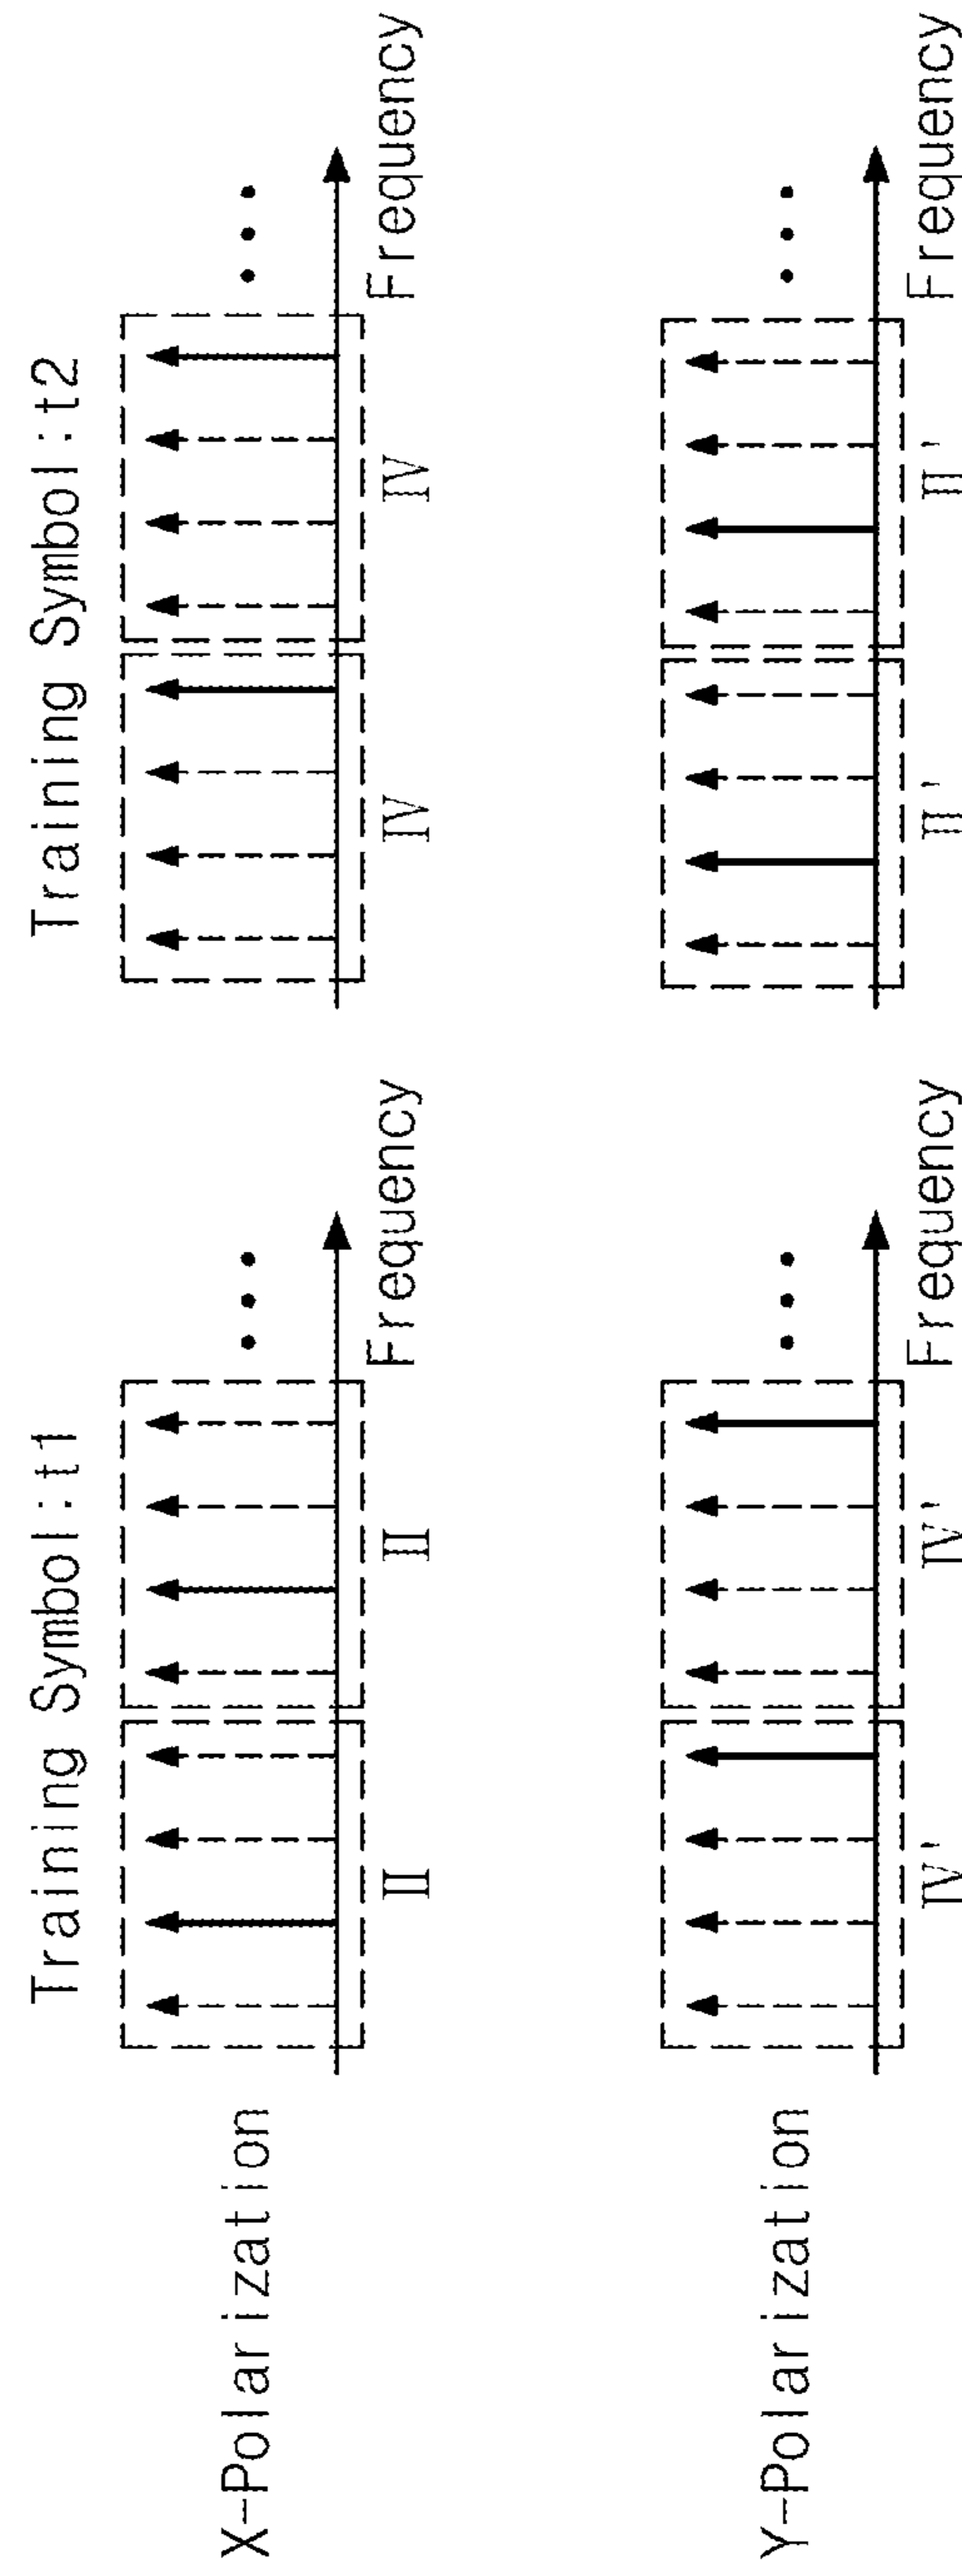 Training Symbol:t1
Training Symbol:t2
X-Polarization
II
II
Frequency
IV
IV
Frequency
Y-Polarization
IV'
IV'
Frequency
II'
II'
Frequency